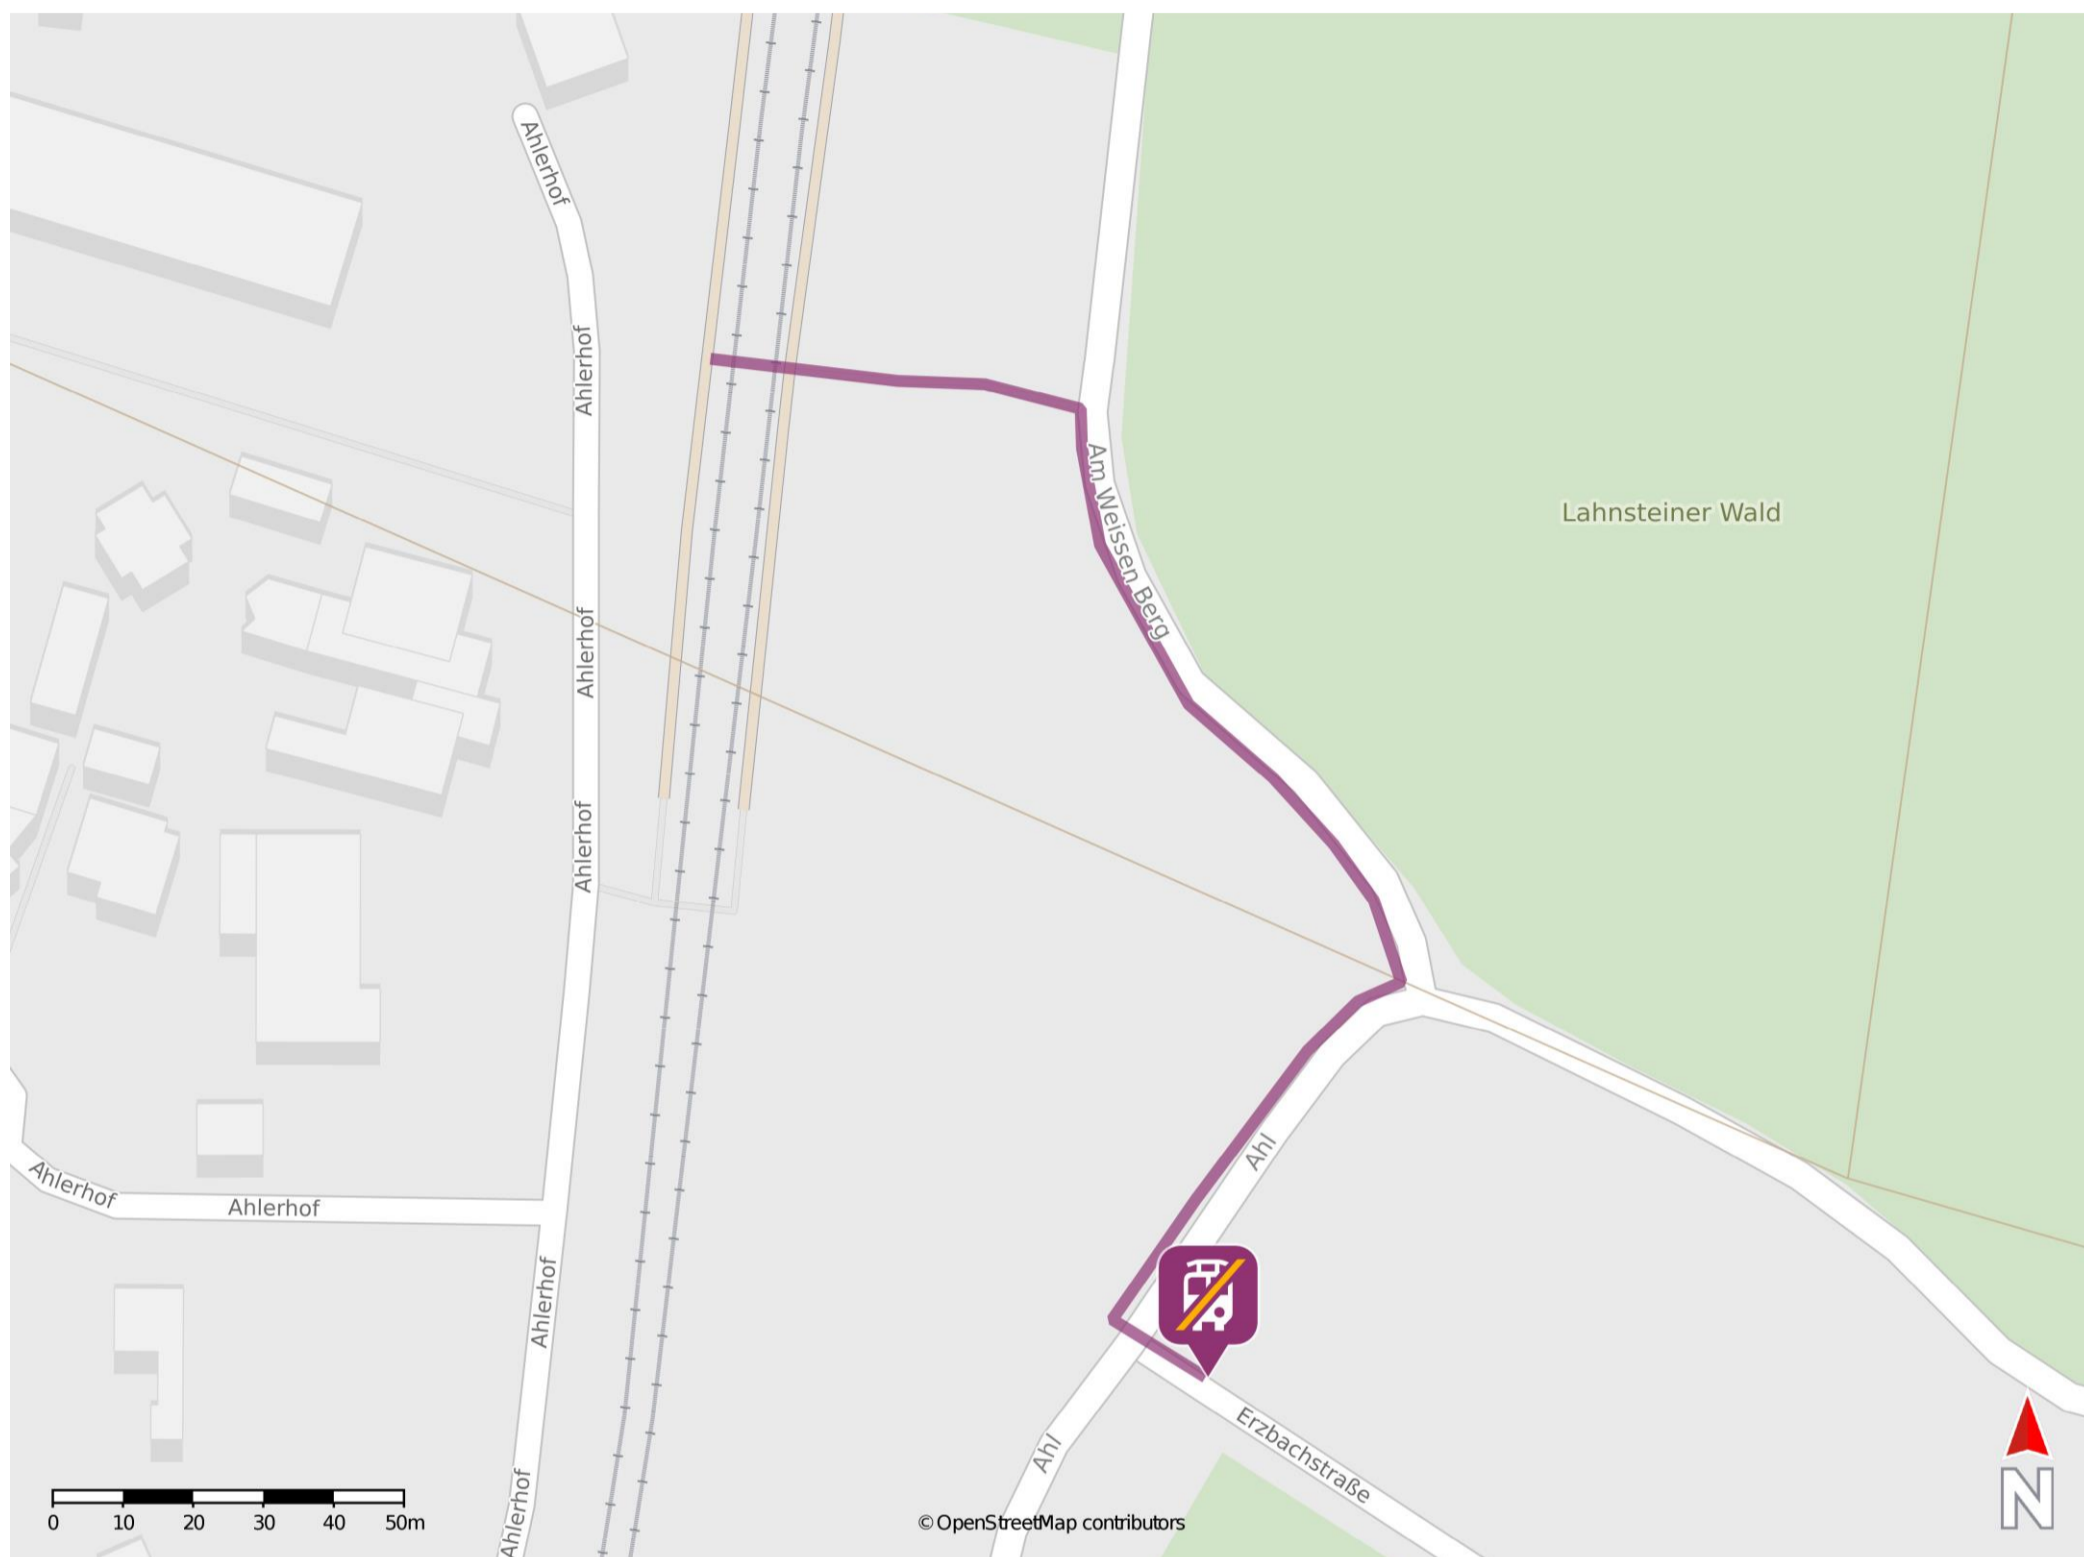 Ahlerhof
Ahlerhof
Am Weissen Berg
Lahnsteiner Wald
Ahlerhof
Ahlerhof
Ahl
Ahlerhof
Ahlerhof
Ahlerhof
Ahl
Erzbachstraße
Ahlerhof
N
0 10 20 30 40 50m
© OpenStreetMap contributors